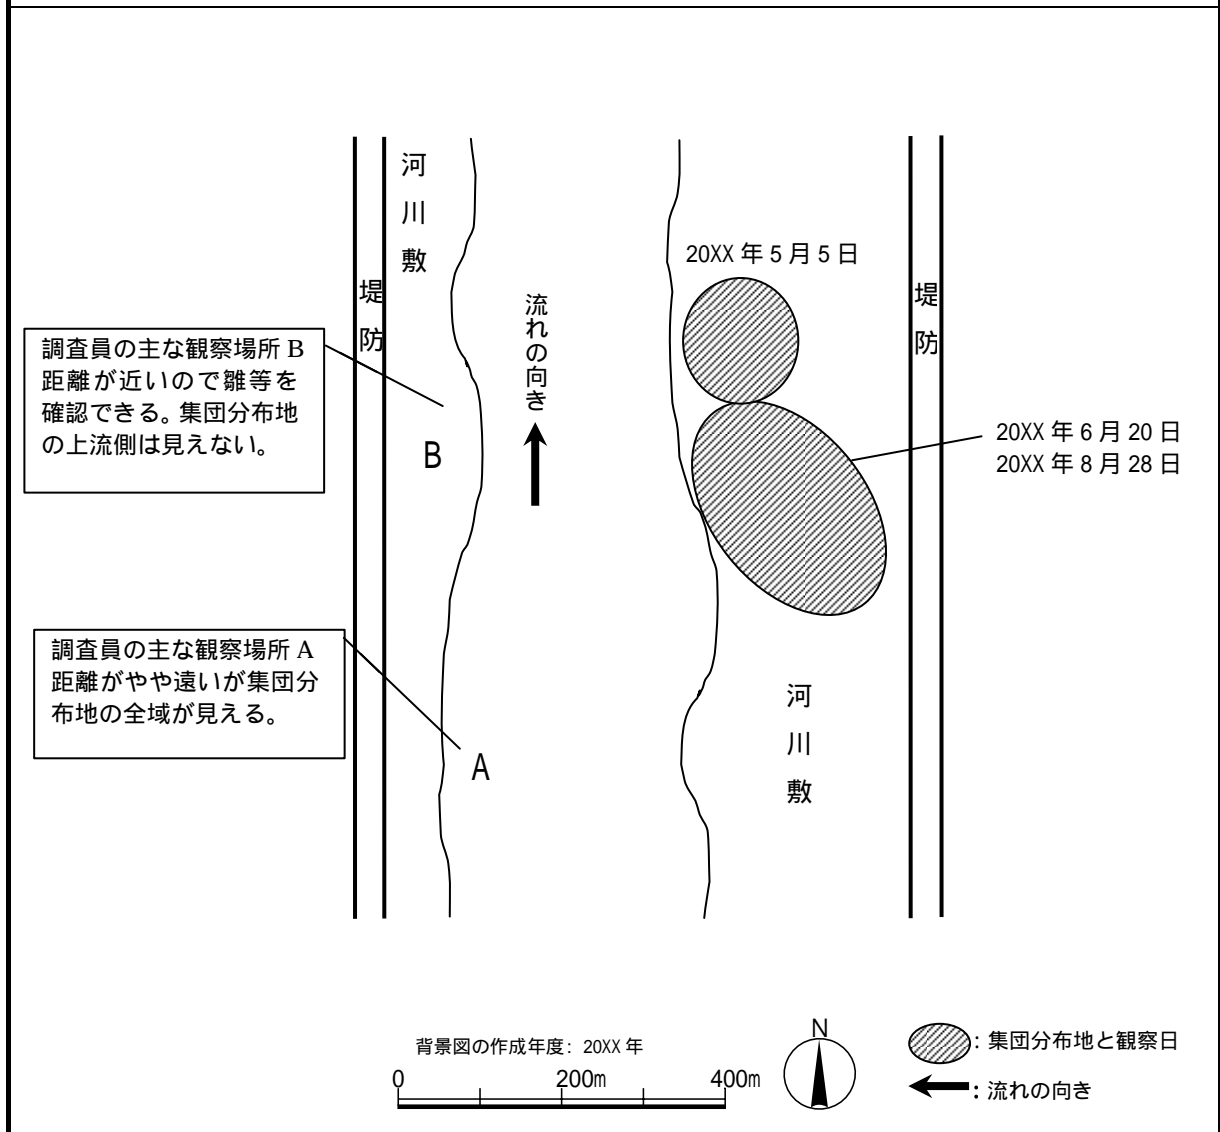 河川敷
堤防
流れの向き
20XX 年 5 月 5 日
堤防
調査員の主な観察場所 B
距離が近いので雛等を
確認できる。集団分布地
の上流側は見えない。
B
20XX 年 6 月 20 日
20XX 年 8 月 28 日
調査員の主な観察場所 A
距離がやや遠いが集団分
布地の全域が見える。
A
河川敷
背景図の作成年度: 20XX 年
0 200m 400m
N
: 集団分布地と観察日
: 流れの向き